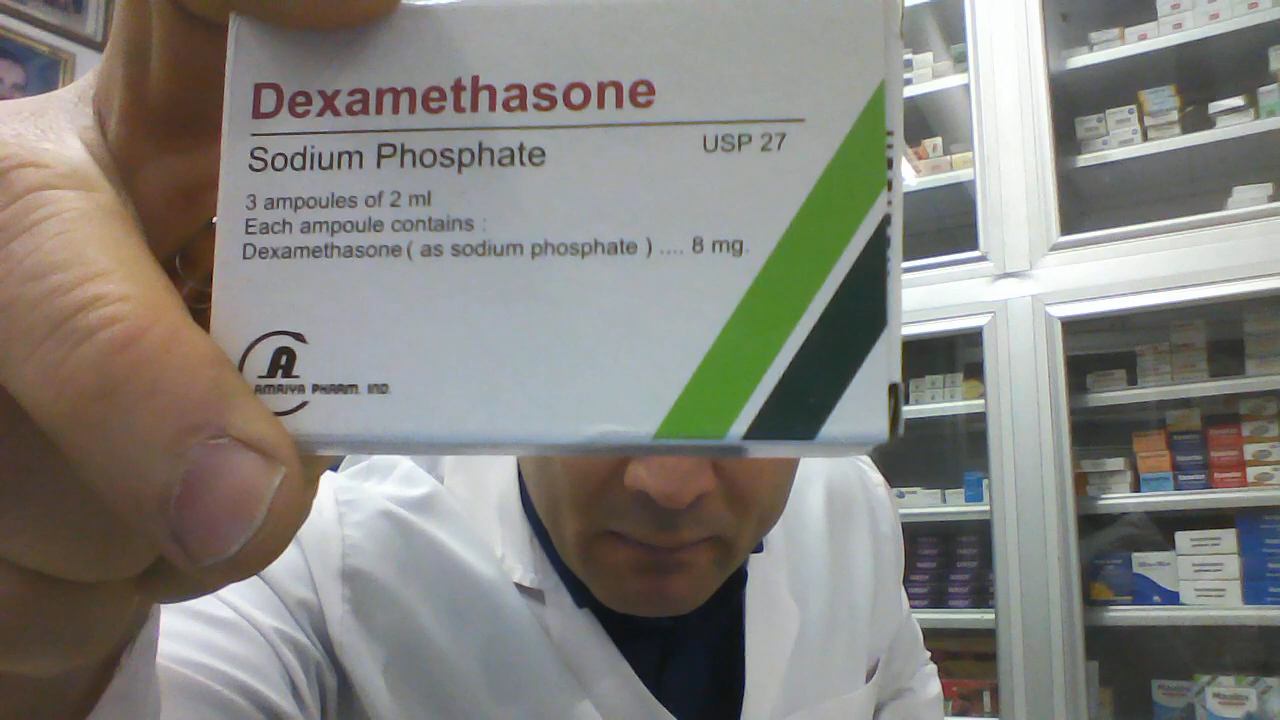 Dexamethasone
Sodium Phosphate USP 27
3 ampoules of 2 ml
Each ampoule contains :
Dexamethasone ( as sodium phosphate ) .... 8 mg.
A
AMRIYA PHARM. IND.